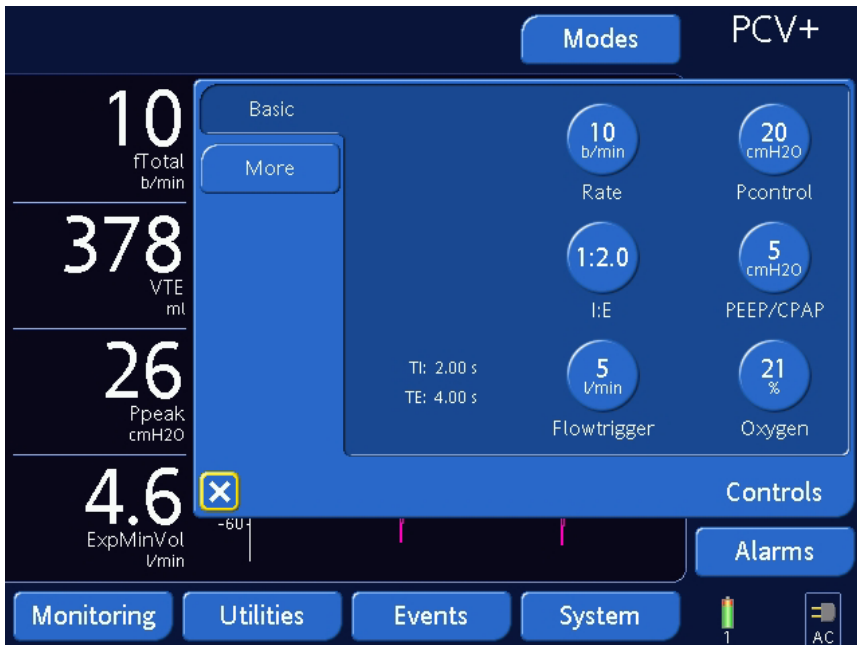 Modes
PCV+
10
fTotal
b/min
378
VTE
ml
26
Ppeak
cmH2O
4.6
ExpMinVol
l/min
Basic
More
10
b/min
Rate
20
cmH2O
Pcontrol
1:2.0
I:E
5
cmH2O
PEEP/CPAP
TI: 2.00 s
TE: 4.00 s
5
l/min
Flowtrigger
21
%
Oxygen
Controls
-60
Alarms
Monitoring
Utilities
Events
System
1
AC